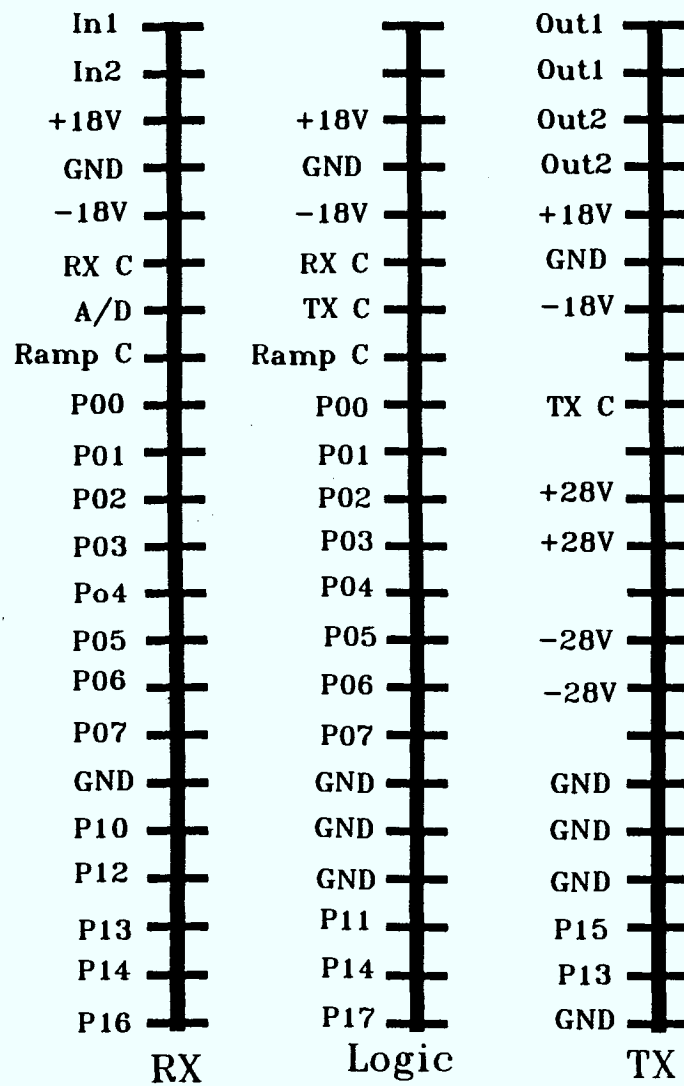 In1 Out1
In2 Out1
+18V +18V Out2
GND GND Out2
-18V -18V +18V
RX C RX C GND
A/D TX C -18V
Ramp C Ramp C
P00 P00 TX C
P01 P01
P02 P02 +28V
P03 P03 +28V
Po4 P04
P05 P05 -28V
P06 P06 -28V
P07 P07
GND GND GND
P10 GND GND
P12 GND GND
P13 P11 P15
P14 P14 P13
P16 P17 GND
RX Logic TX